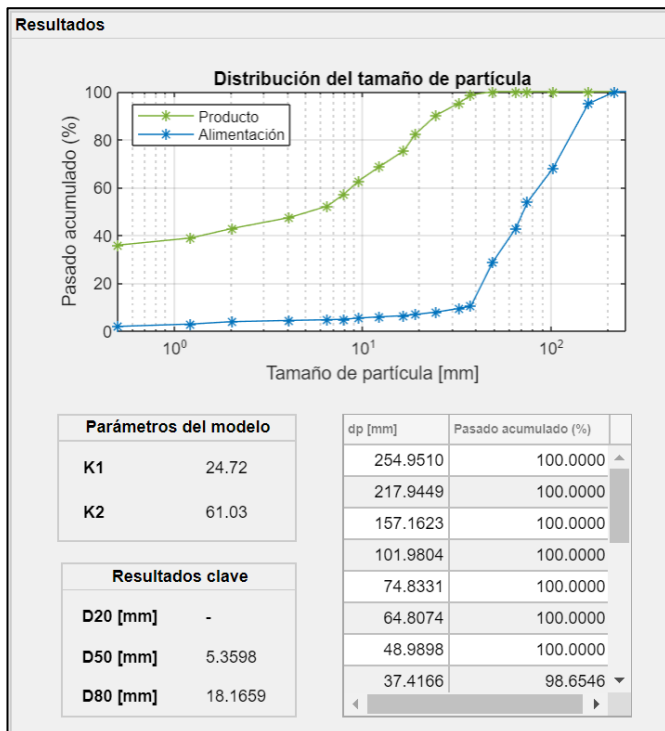 Resultados
Distribución del tamaño de partícula
Pasado acumulado (%)
100
80
60
40
20
0
Producto
Alimentación
10⁰
10¹
10²
Tamaño de partícula [mm]
Parámetros del modelo
K1 24.72
K2 61.03
Resultados clave
D20 [mm] -
D50 [mm] 5.3598
D80 [mm] 18.1659
dp [mm] Pasado acumulado (%)
254.9510 100.0000
217.9449 100.0000
157.1623 100.0000
101.9804 100.0000
74.8331 100.0000
64.8074 100.0000
48.9898 100.0000
37.4166 98.6546